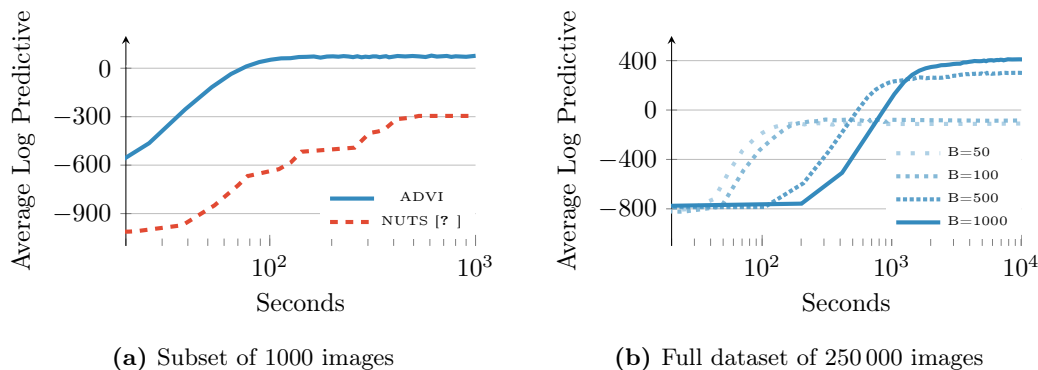 Average Log Predictive
0
−300
−600
−900
ADVI
NUTS [? ]
10^2
10^3
Seconds
(a) Subset of 1000 images
Average Log Predictive
400
0
−400
−800
B=50
B=100
B=500
B=1000
10^2
10^3
10^4
Seconds
(b) Full dataset of 250 000 images